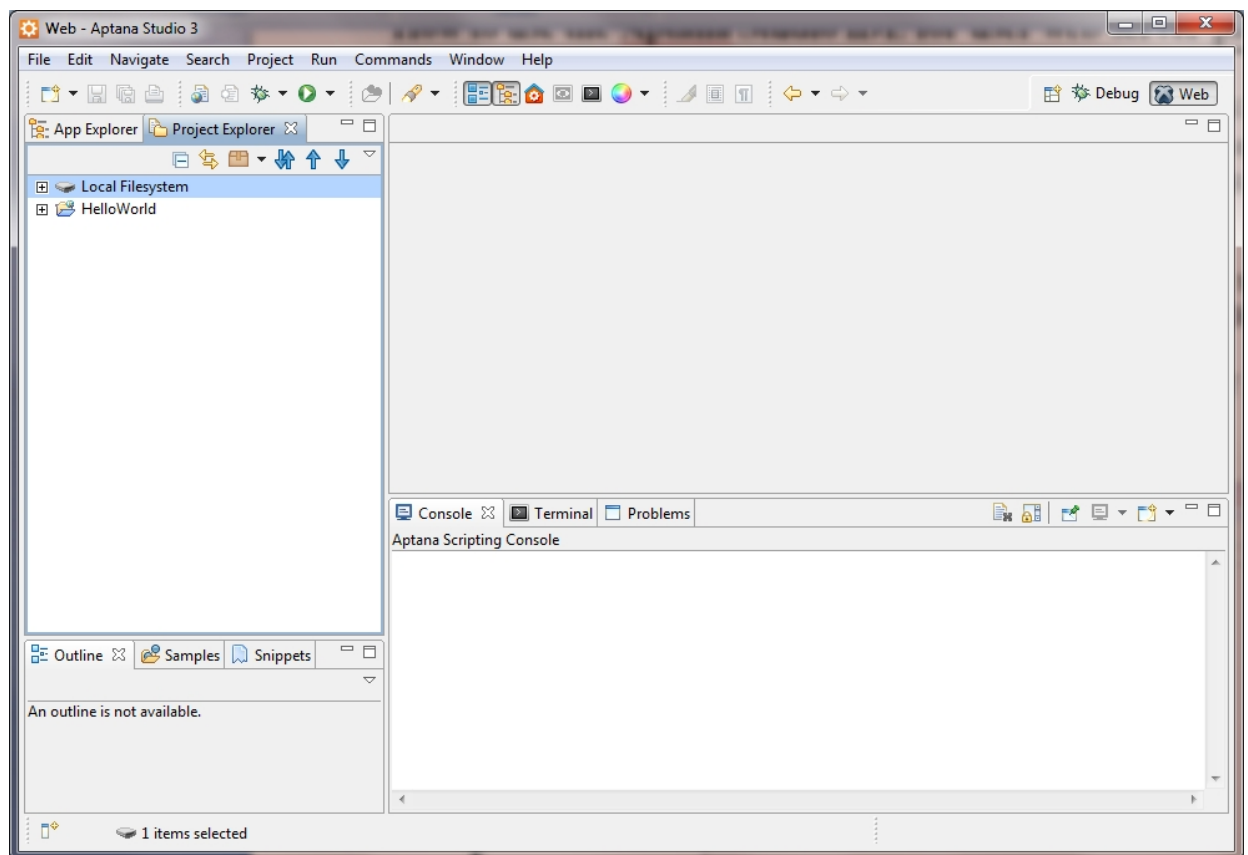 Web - Aptana Studio 3
File Edit Navigate Search Project Run Commands Window Help
Debug Web
App Explorer Project Explorer
Local Filesystem
HelloWorld
Console Terminal Problems
Aptana Scripting Console
Outline Samples Snippets
An outline is not available.
1 items selected